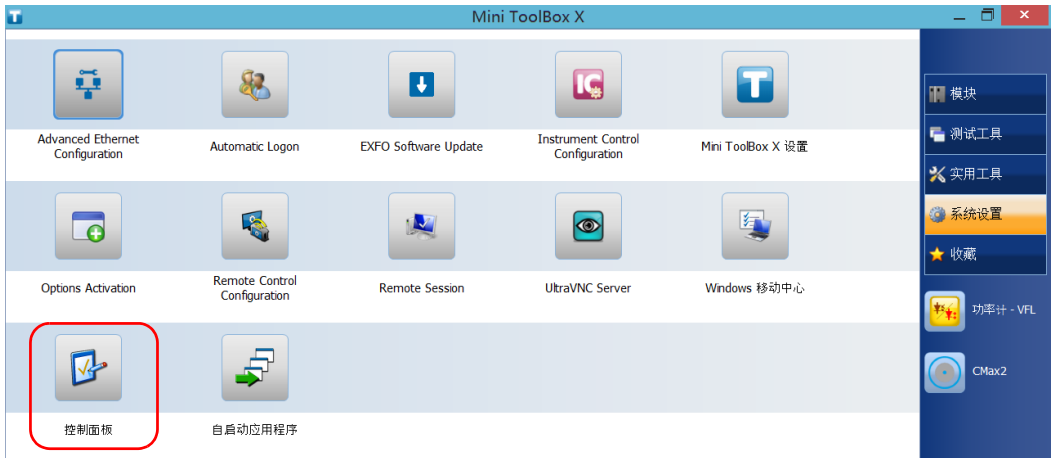 Mini ToolBox X
Advanced Ethernet
Configuration
Automatic Logon
EXFO Software Update
Instrument Control
Configuration
Mini ToolBox X 设置
Options Activation
Remote Control
Configuration
Remote Session
UltraVNC Server
Windows 移动中心
控制面板
自启动应用程序
模块
测试工具
实用工具
系统设置
收藏
功率计 - VFL
CMax2